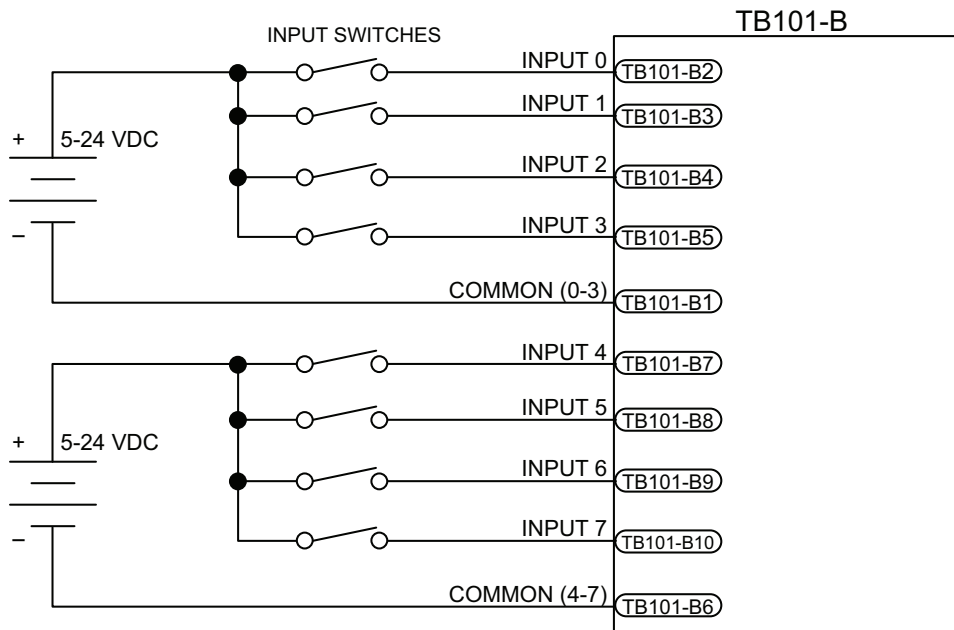 TB101-B
INPUT SWITCHES
INPUT 0
TB101-B2
INPUT 1
TB101-B3
+ 5-24 VDC
INPUT 2
TB101-B4
INPUT 3
TB101-B5
–
COMMON (0-3)
TB101-B1
INPUT 4
TB101-B7
INPUT 5
TB101-B8
+ 5-24 VDC
INPUT 6
TB101-B9
INPUT 7
TB101-B10
–
COMMON (4-7)
TB101-B6